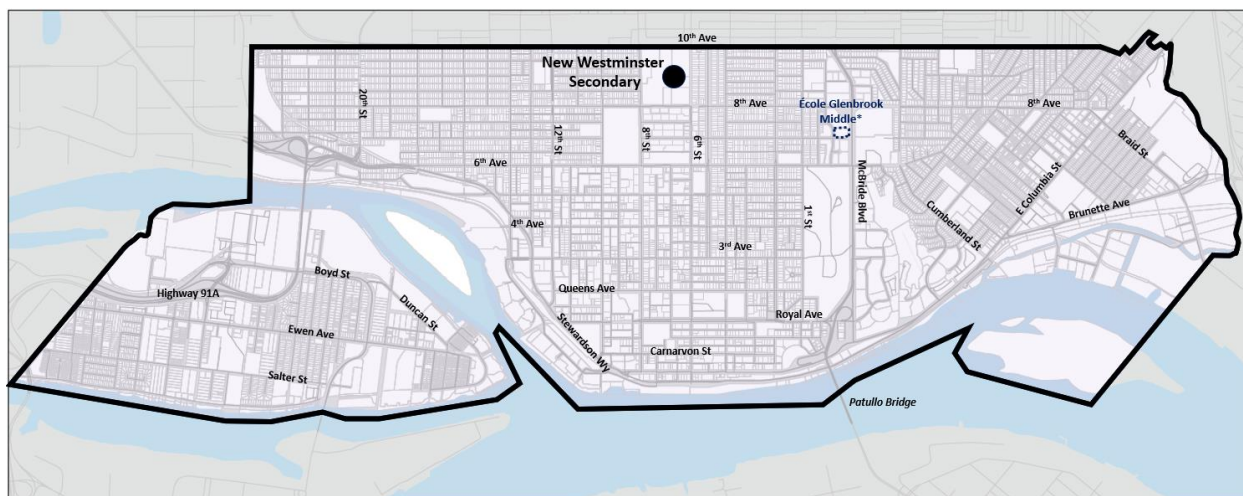 10th Ave
New Westminster
Secondary
20th St
8th Ave
École Glenbrook
Middle*
8th Ave
12th St
8th St
6th St
Braid St
6th Ave
McBride Blvd
E Columbia St
1st St
4th Ave
Cumberland St
Brunette Ave
3rd Ave
Boyd St
Highway 91A
Queens Ave
Duncan St
Royal Ave
Ewen Ave
Stewardson Wy
Carnarvon St
Salter St
Patullo Bridge